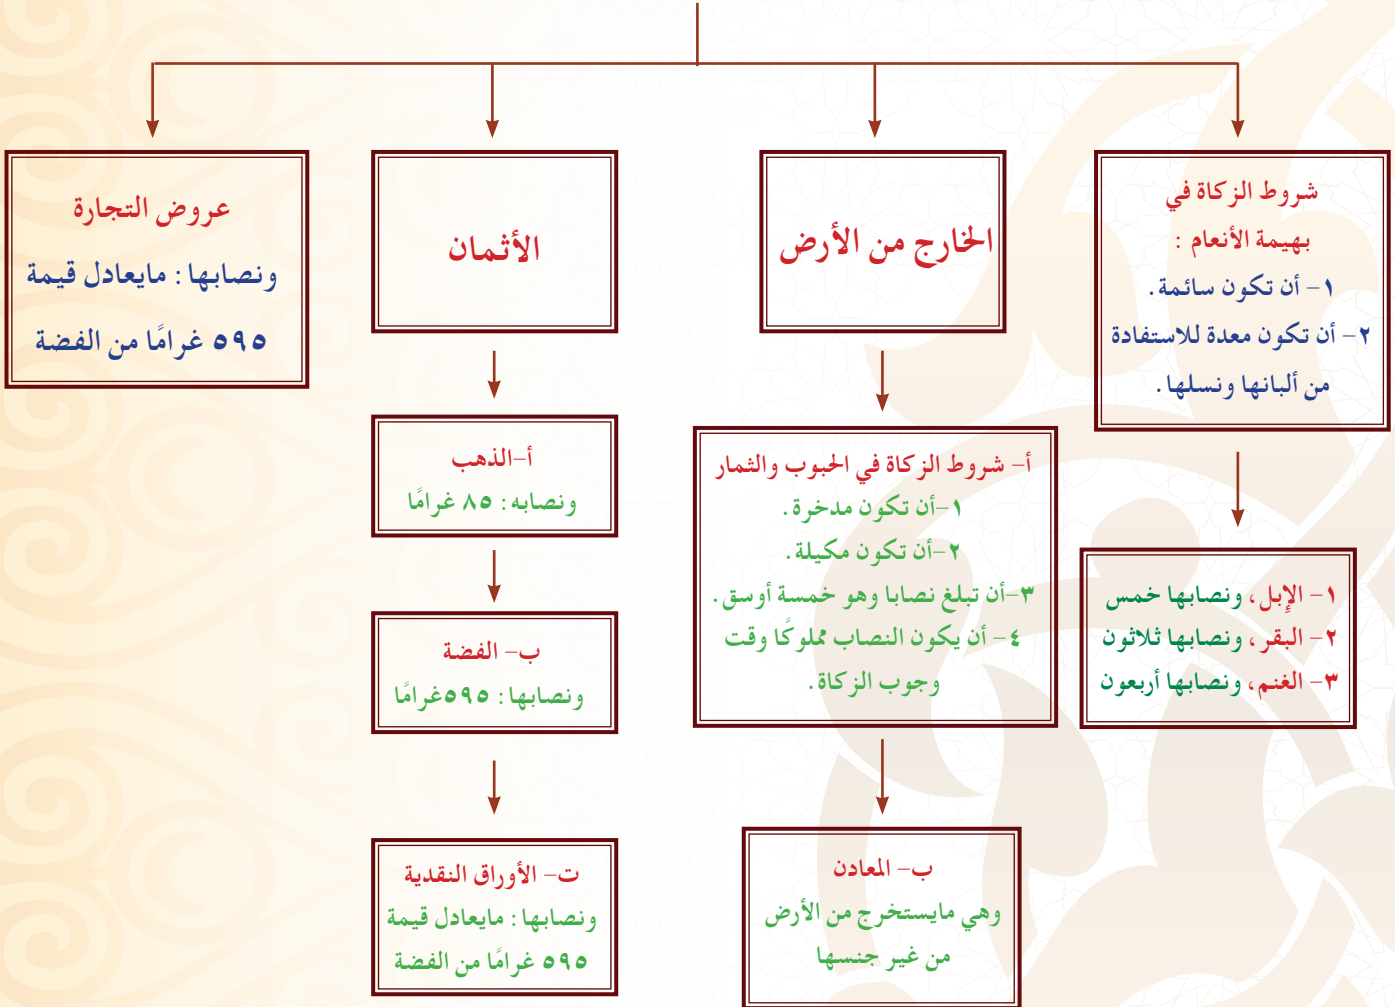 شروط الزكاة في
بهيمة الأنعام :
١- أن تكون سائمة.
٢- أن تكون معدة للاستفادة
من ألبانها ونسلها.
١- الإبل، ونصابها خمس
٢- البقر، ونصابها ثلاثون
٣- الغنم، ونصابها أربعون
الخارج من الأرض
أ- شروط الزكاة في الحبوب والثمار
١-أن تكون مدخرة.
٢-أن تكون مكيلة.
٣-أن تبلغ نصابا وهو خمسة أوسق.
٤- أن يكون النصاب مملوكًا وقت
وجوب الزكاة.
ب- المعادن
وهي مايستخرج من الأرض
من غير جنسها
الأثمان
أ-الذهب
ونصابه: ٨٥ غرامًا
ب- الفضة
ونصابها: ٥٩٥غرامًا
ت- الأوراق النقدية
ونصابها: مايعادل قيمة
٥٩٥ غرامًا من الفضة
عروض التجارة
ونصابها: مايعادل قيمة
٥٩٥ غرامًا من الفضة